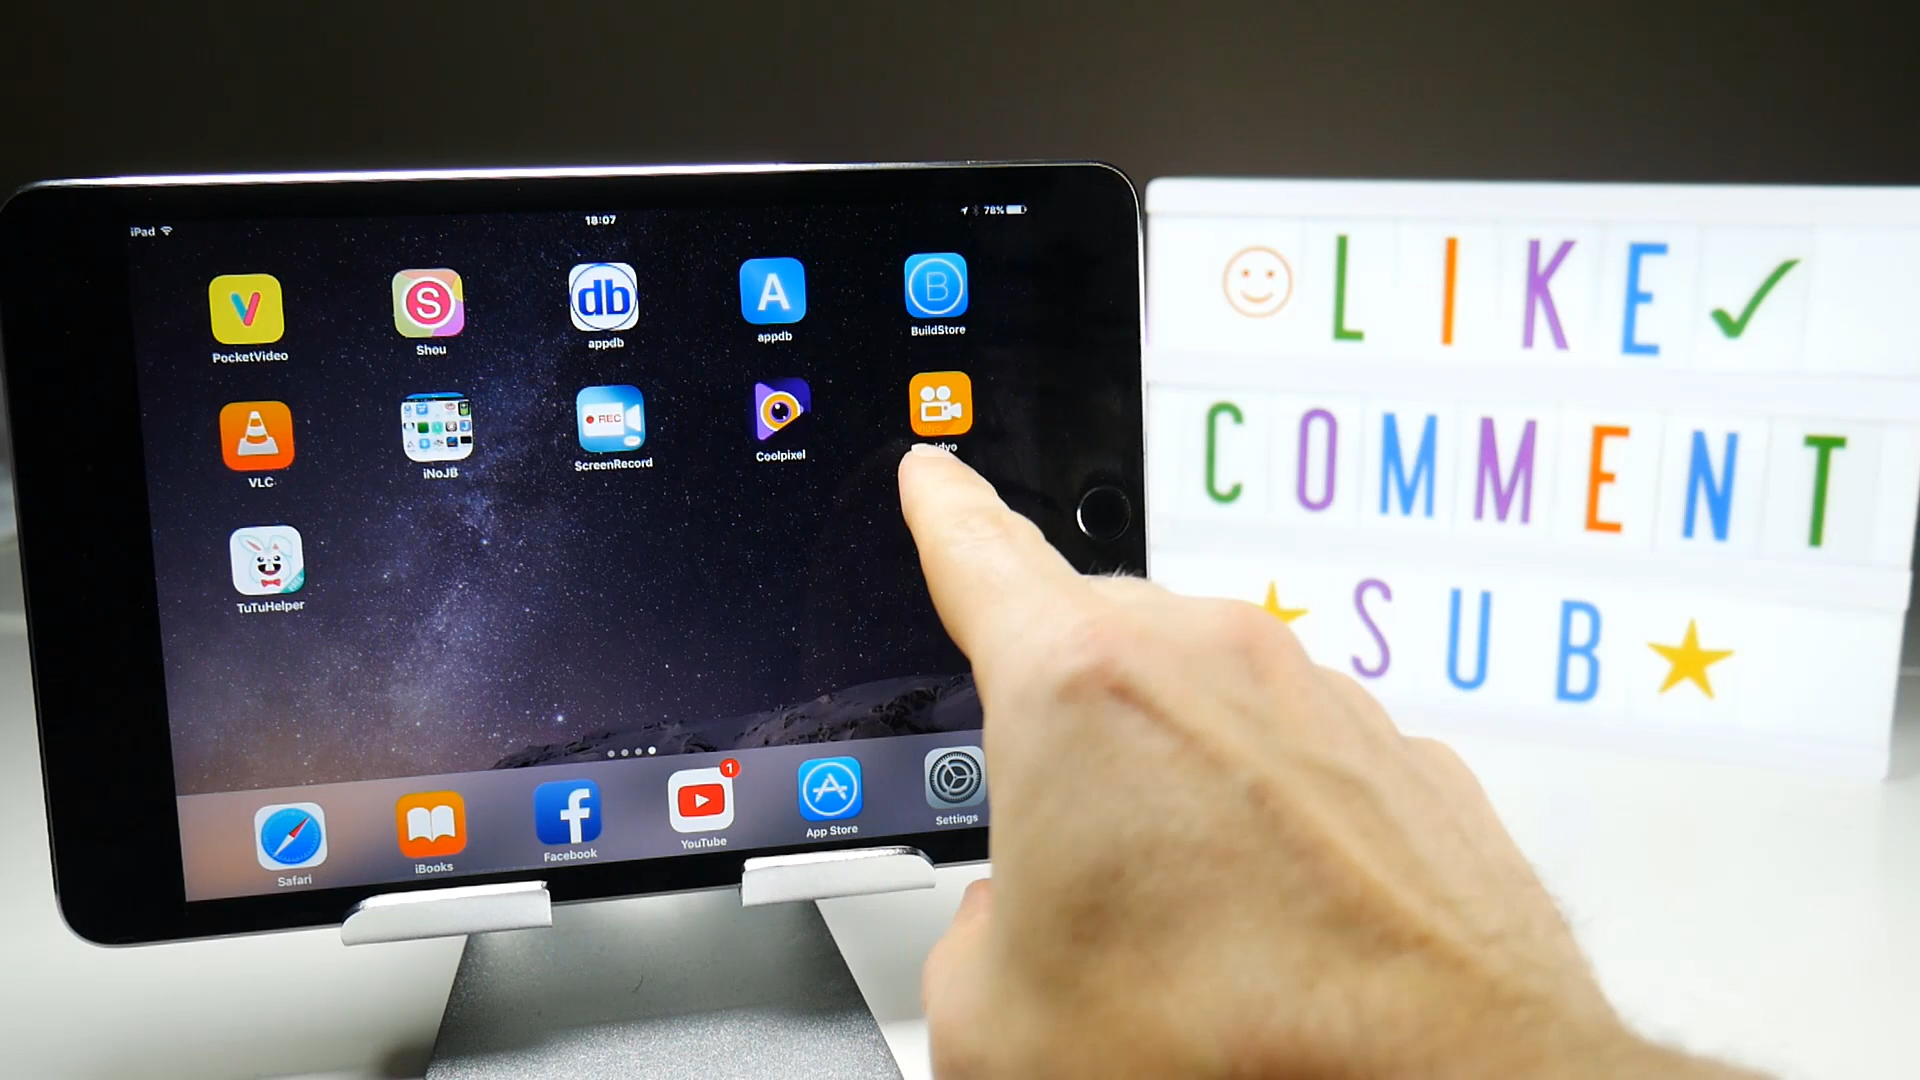 iPad
18:07
78%
V
S
db
A
B
PocketVideo
Shou
appdb
appdb
BuildStore
REC
VLC
iNoJB
ScreenRecord
Coolpixel
TuTuHelper
1
Safari
iBooks
Facebook
YouTube
App Store
Settings
LIKE
COMMENT
SUB